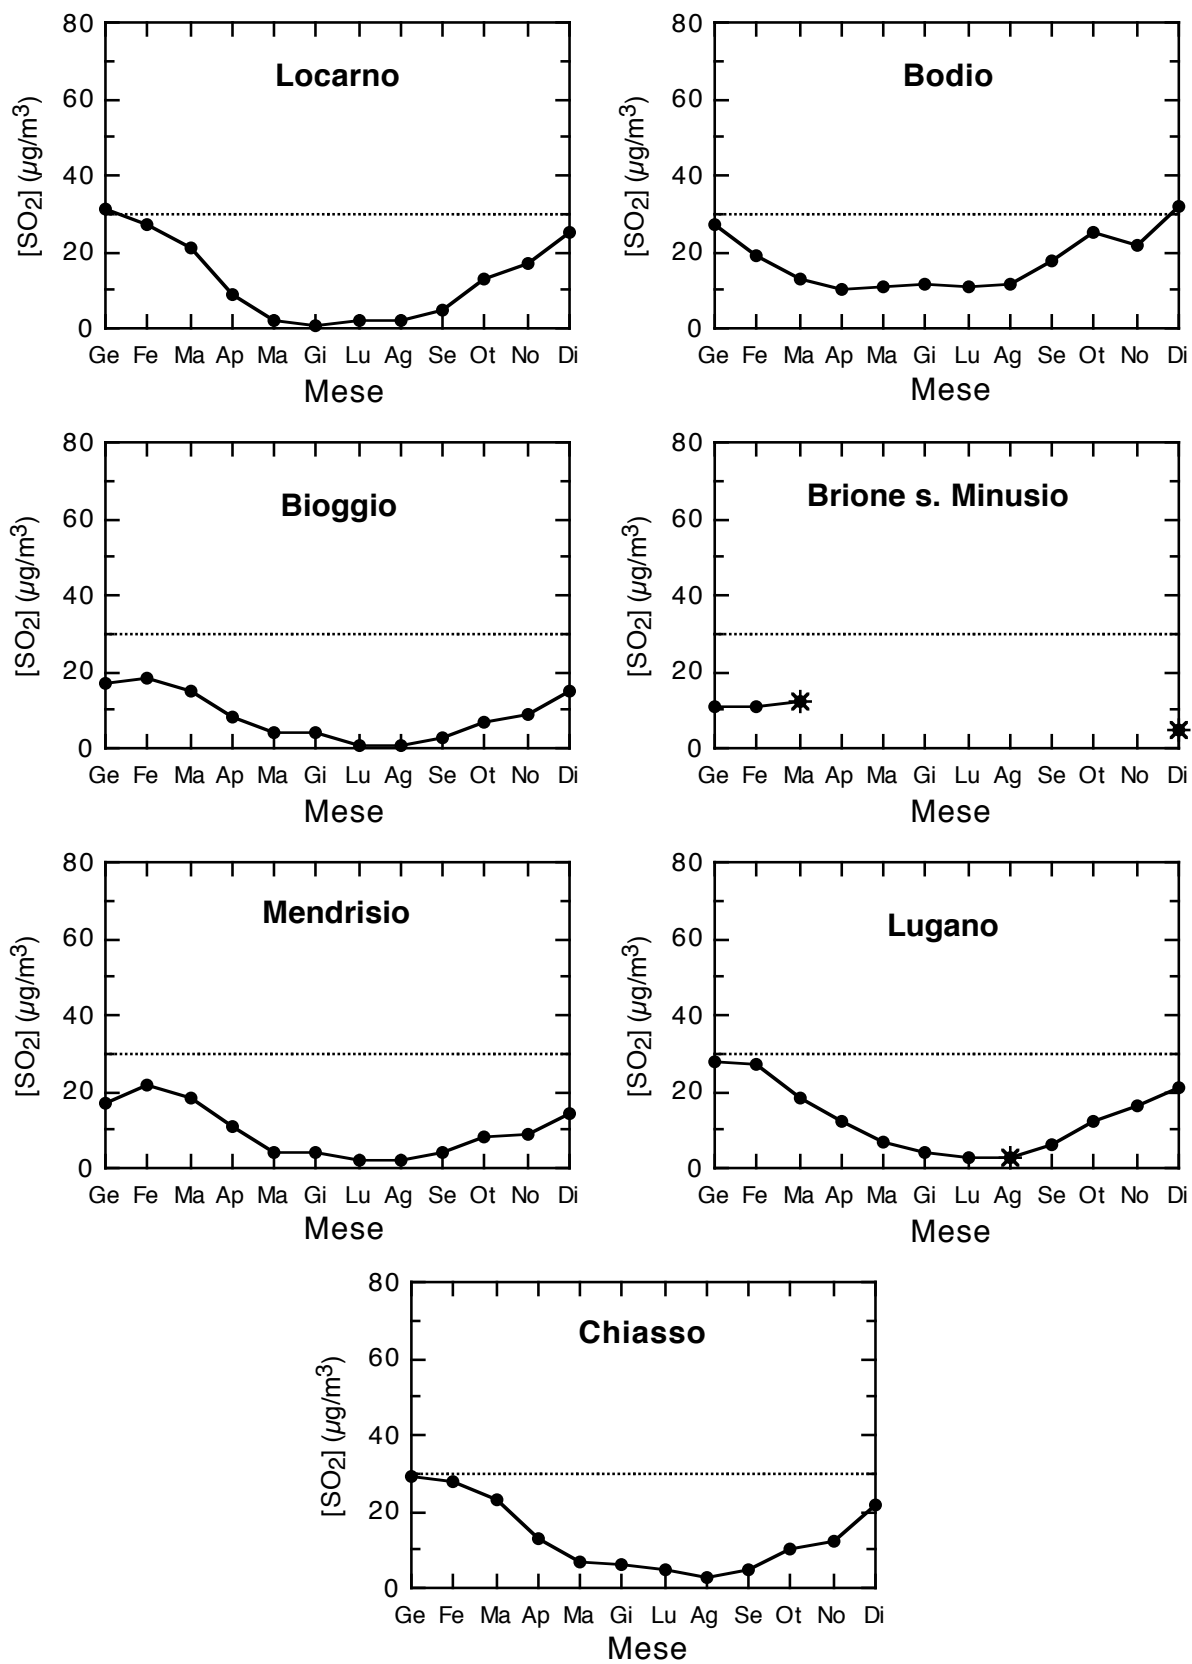 Locarno
[SO2] (µg/m3)
80
60
40
20
0
Ge Fe Ma Ap Ma Gi Lu Ag Se Ot No Di
Mese
Bodio
[SO2] (µg/m3)
80
60
40
20
0
Ge Fe Ma Ap Ma Gi Lu Ag Se Ot No Di
Mese
Bioggio
[SO2] (µg/m3)
80
60
40
20
0
Ge Fe Ma Ap Ma Gi Lu Ag Se Ot No Di
Mese
Brione s. Minusio
[SO2] (µg/m3)
80
60
40
20
0
Ge Fe Ma Ap Ma Gi Lu Ag Se Ot No Di
Mese
Mendrisio
[SO2] (µg/m3)
80
60
40
20
0
Ge Fe Ma Ap Ma Gi Lu Ag Se Ot No Di
Mese
Lugano
[SO2] (µg/m3)
80
60
40
20
0
Ge Fe Ma Ap Ma Gi Lu Ag Se Ot No Di
Mese
Chiasso
[SO2] (µg/m3)
80
60
40
20
0
Ge Fe Ma Ap Ma Gi Lu Ag Se Ot No Di
Mese